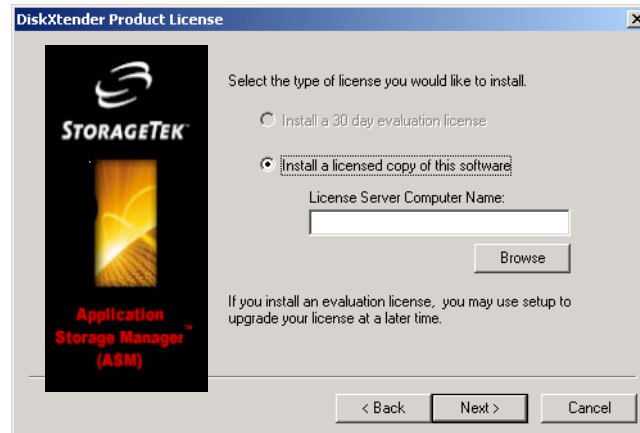 DiskXtender Product License
STORAGETEK
Application
Storage Manager™
(ASM)
Select the type of license you would like to install.
Install a 30 day evaluation license
Install a licensed copy of this software
License Server Computer Name:
Browse
If you install an evaluation license, you may use setup to
upgrade your license at a later time.
< Back
Next >
Cancel